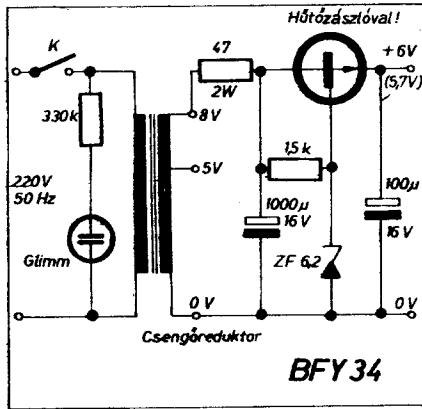 Hűtőzászlóval!
K
47
2W
+6V
(5,7V)
330k
8V
5V
1,5 k
220V
50 Hz
1000µ
16 V
100µ
16V
Glimm
ZF 6,2
0 V
0V
Csengőreduktor
BFY 34